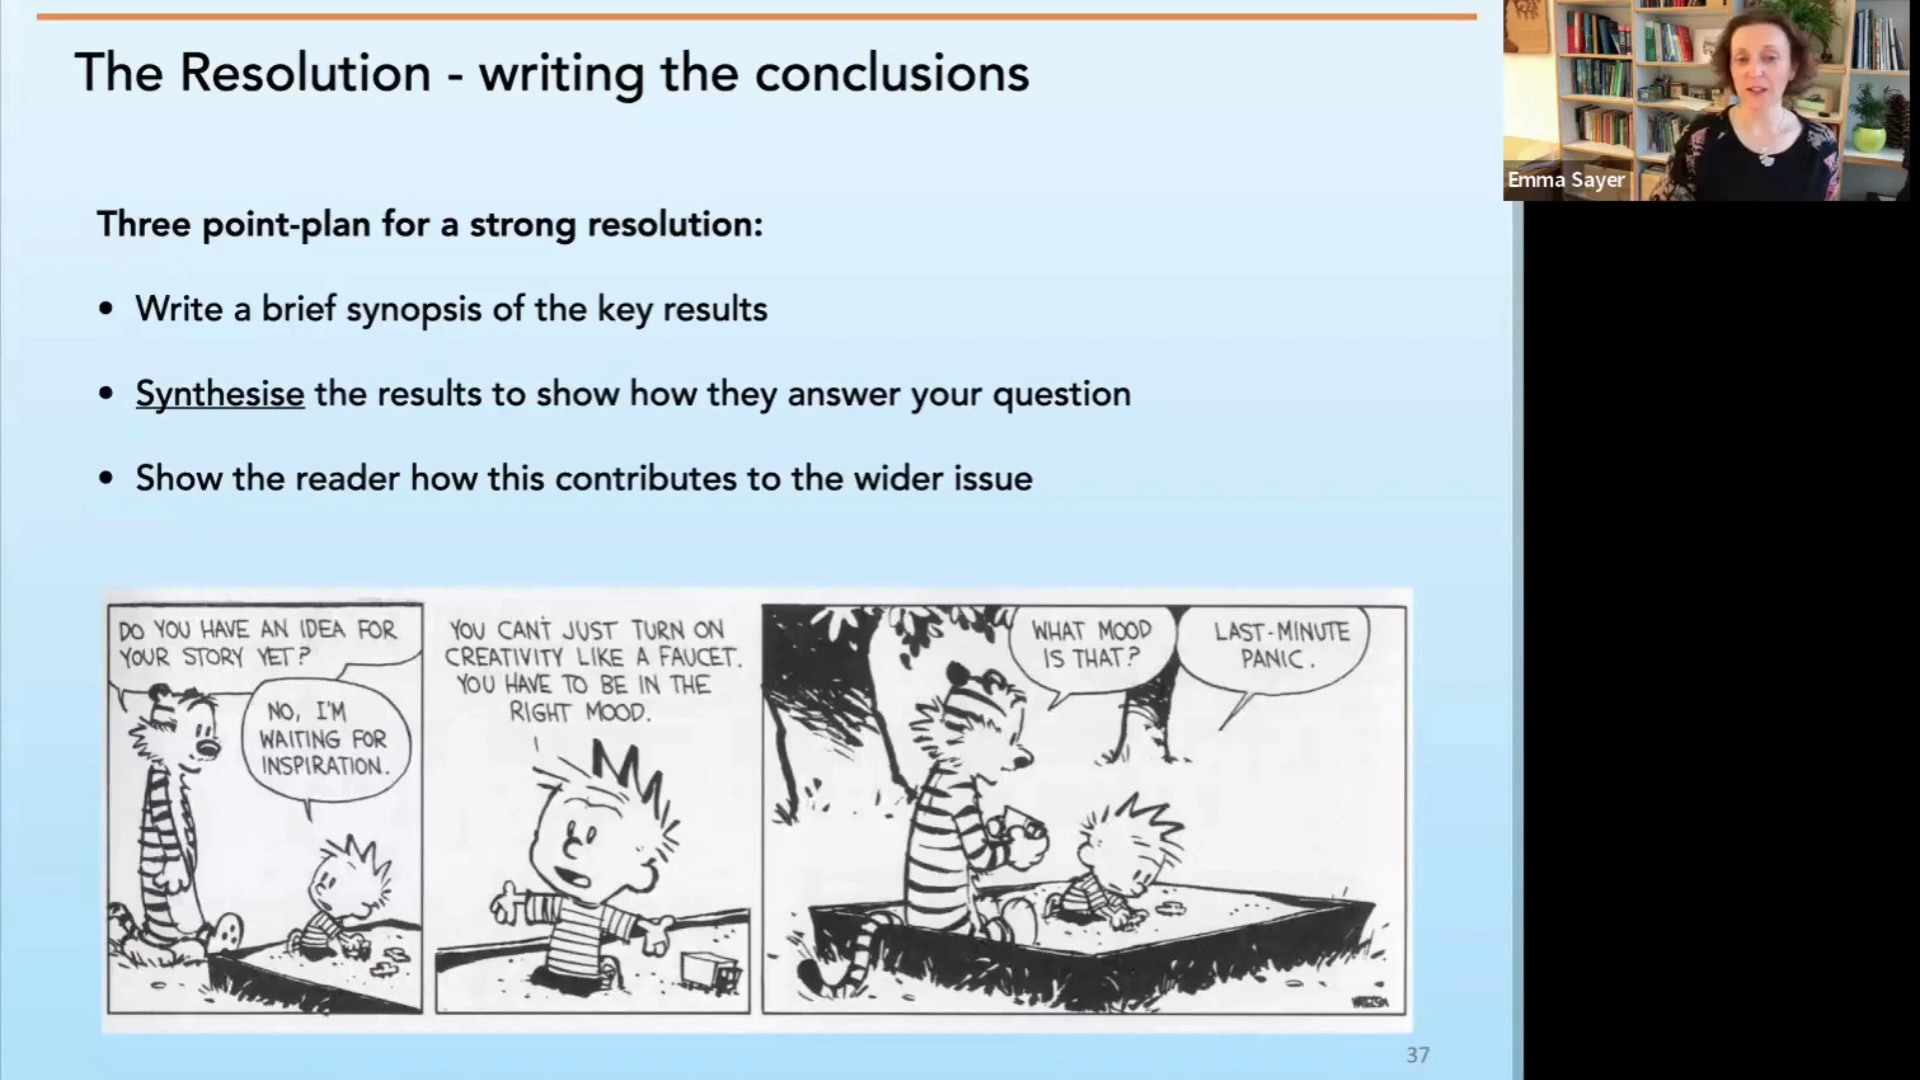 The Resolution - writing the conclusions
Emma Sayer
Three point-plan for a strong resolution:
• Write a brief synopsis of the key results
• Synthesise the results to show how they answer your question
• Show the reader how this contributes to the wider issue
DO YOU HAVE AN IDEA FOR
YOUR STORY YET?
NO, I'M
WAITING FOR
INSPIRATION.
YOU CAN'T JUST TURN ON
CREATIVITY LIKE A FAUCET.
YOU HAVE TO BE IN THE
RIGHT MOOD.
WHAT MOOD
IS THAT?
LAST-MINUTE
PANIC.
37